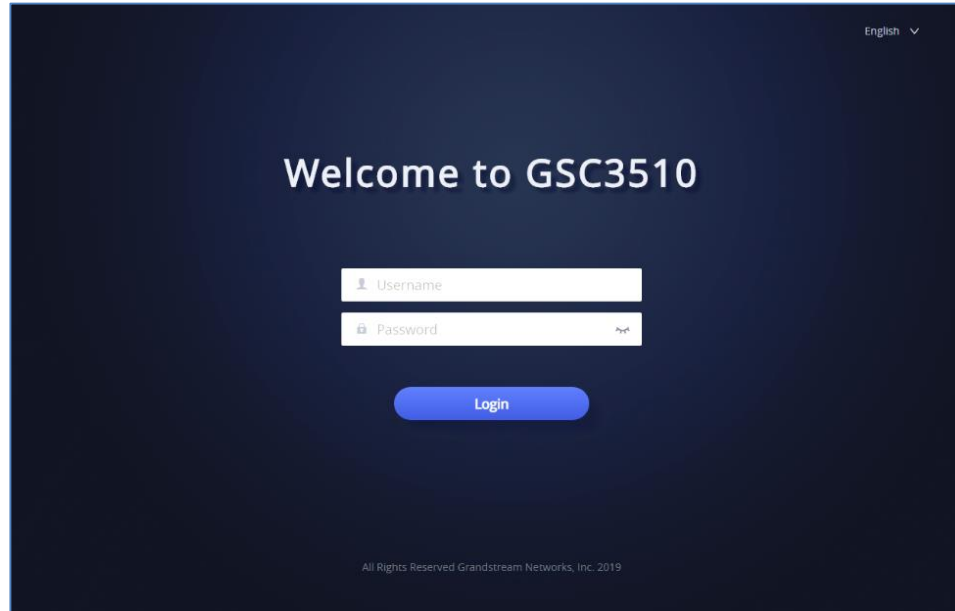 English
Welcome to GSC3510
Username
Password
Login
All Rights Reserved Grandstream Networks, Inc. 2019